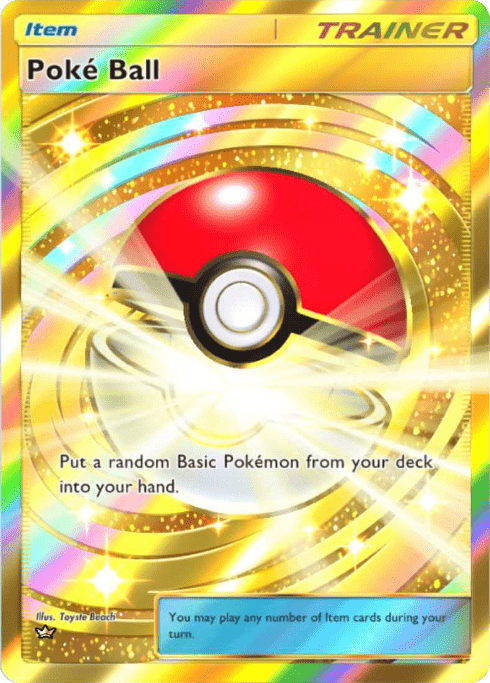 Item TRAINER
Poké Ball
Put a random Basic Pokémon from your deck
into your hand.
Illus. Toyste Beach
You may play any number of Item cards during your
turn.